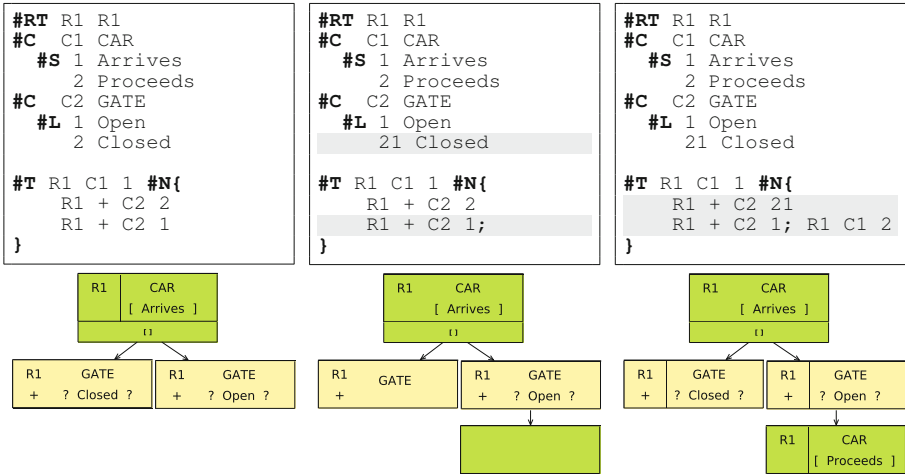 #RT R1 R1
#C C1 CAR
#S 1 Arrives
2 Proceeds
#C C2 GATE
#L 1 Open
2 Closed
#T R1 C1 1 #N{
R1 + C2 2
R1 + C2 1
}
R1 CAR
[ Arrives ]
[]
R1 GATE
+ ? Closed ?
R1 GATE
+ ? Open ?
#RT R1 R1
#C C1 CAR
#S 1 Arrives
2 Proceeds
#C C2 GATE
#L 1 Open
21 Closed
#T R1 C1 1 #N{
R1 + C2 2
R1 + C2 1;
}
R1 CAR
[ Arrives ]
[]
R1 GATE
+
R1 GATE
+ ? Open ?
#RT R1 R1
#C C1 CAR
#S 1 Arrives
2 Proceeds
#C C2 GATE
#L 1 Open
21 Closed
#T R1 C1 1 #N{
R1 + C2 21
R1 + C2 1; R1 C1 2
}
R1 CAR
[ Arrives ]
[]
R1 GATE
+ ? Closed ?
R1 GATE
+ ? Open ?
R1 CAR
[ Proceeds ]